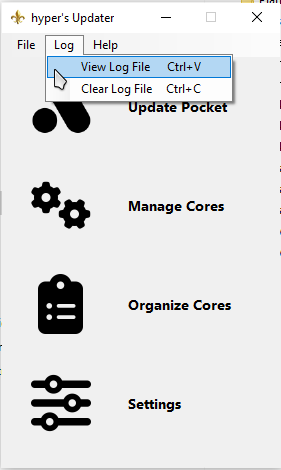 hyper's Updater
File Log Help
View Log File Ctrl+V
Clear Log File Ctrl+C
Update Pocket
Manage Cores
Organize Cores
Settings